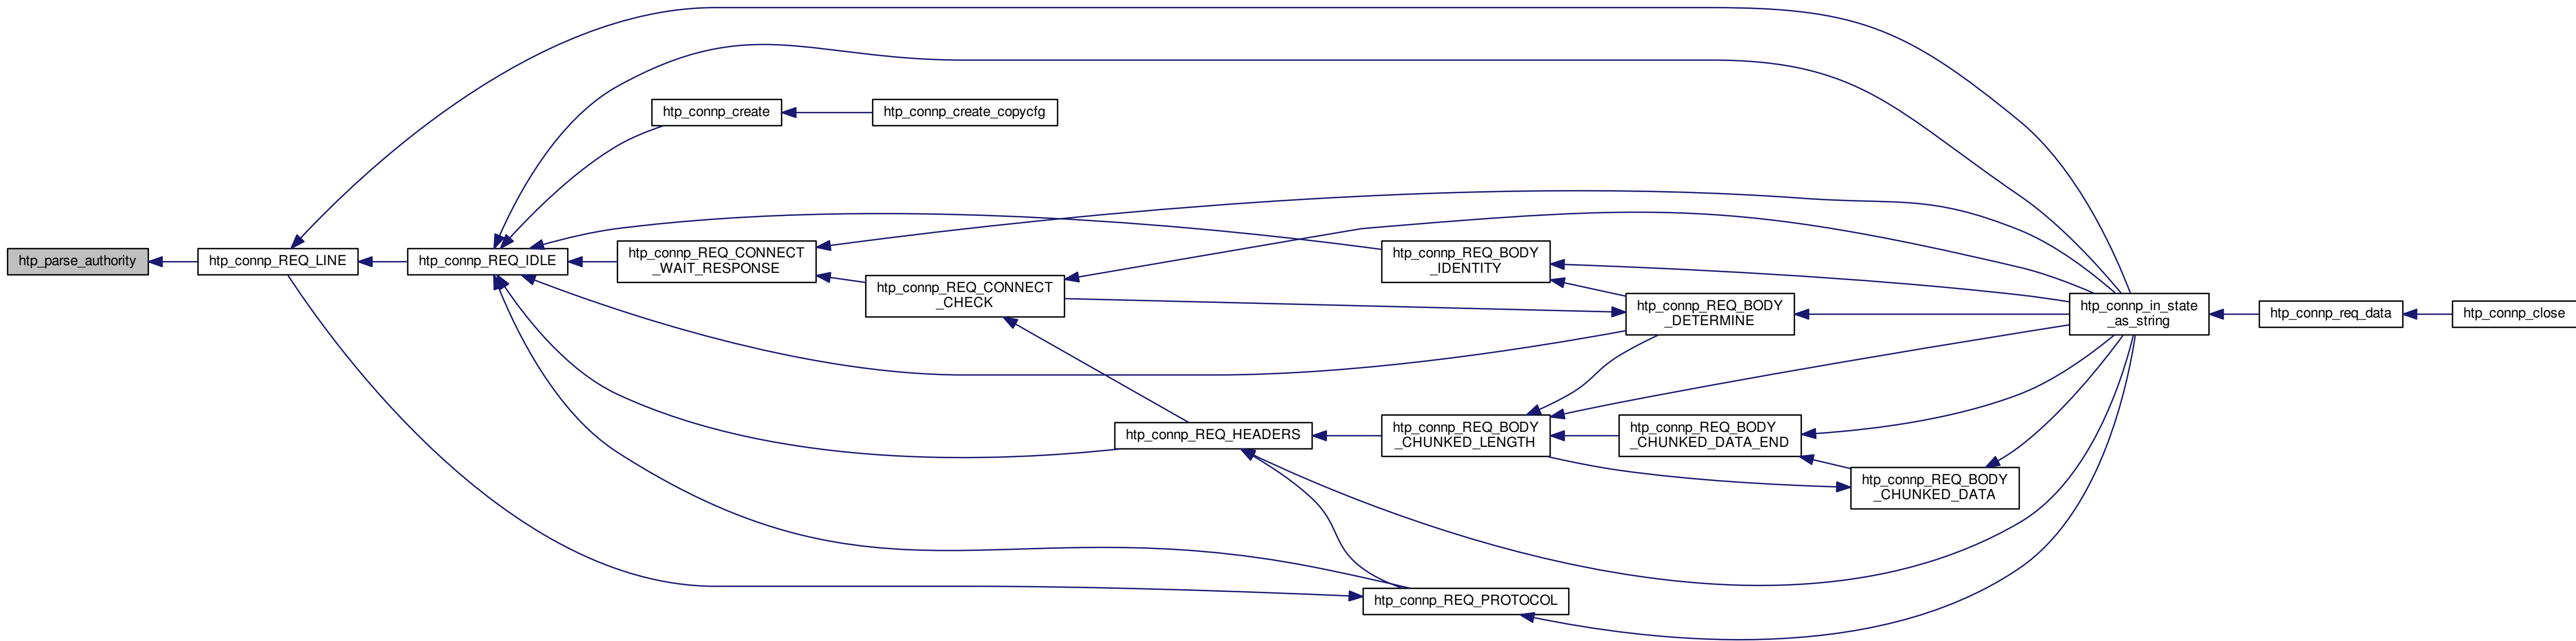 htp_parse_authority
htp_connp_REQ_LINE
htp_connp_REQ_IDLE
htp_connp_create
htp_connp_create_copycfg
htp_connp_REQ_CONNECT
_WAIT_RESPONSE
htp_connp_REQ_CONNECT
_CHECK
htp_connp_REQ_HEADERS
htp_connp_REQ_BODY
_IDENTITY
htp_connp_REQ_BODY
_DETERMINE
htp_connp_REQ_BODY
_CHUNKED_LENGTH
htp_connp_REQ_BODY
_CHUNKED_DATA_END
htp_connp_REQ_BODY
_CHUNKED_DATA
htp_connp_REQ_PROTOCOL
htp_connp_in_state
_as_string
htp_connp_req_data
htp_connp_close